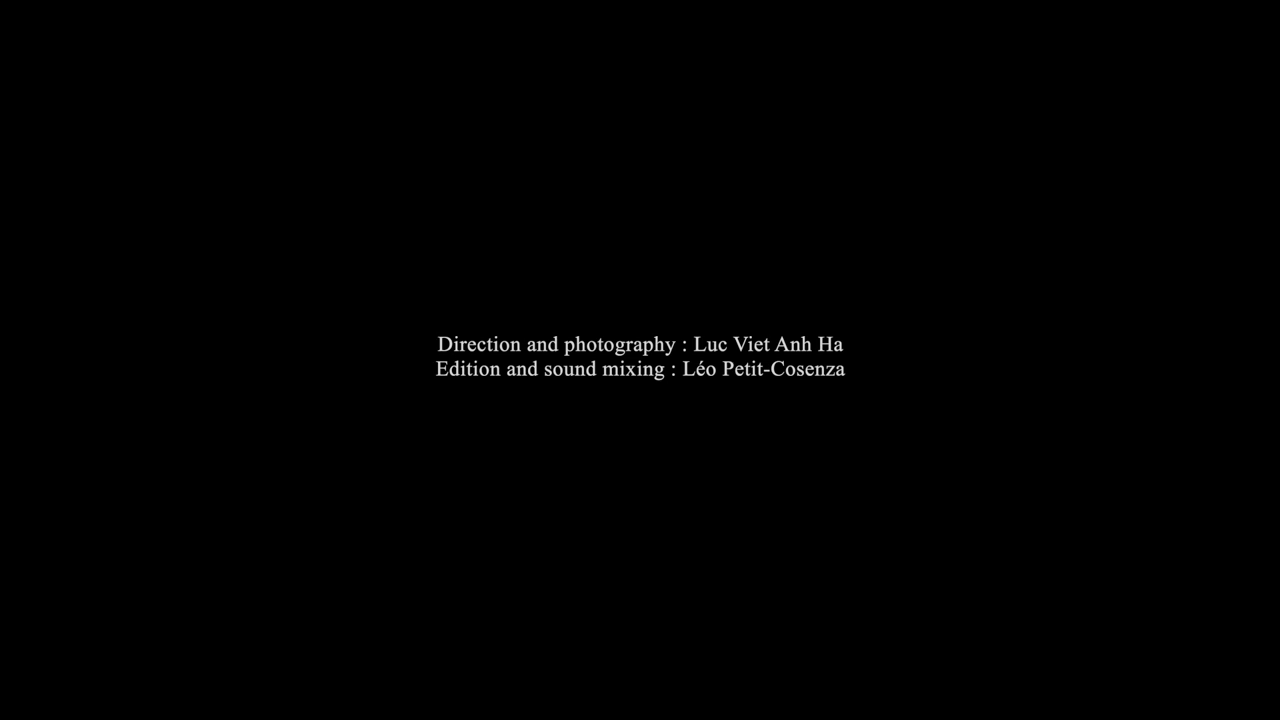 Direction and photography : Luc Viet Anh Ha
Edition and sound mixing : Léo Petit-Cosenza